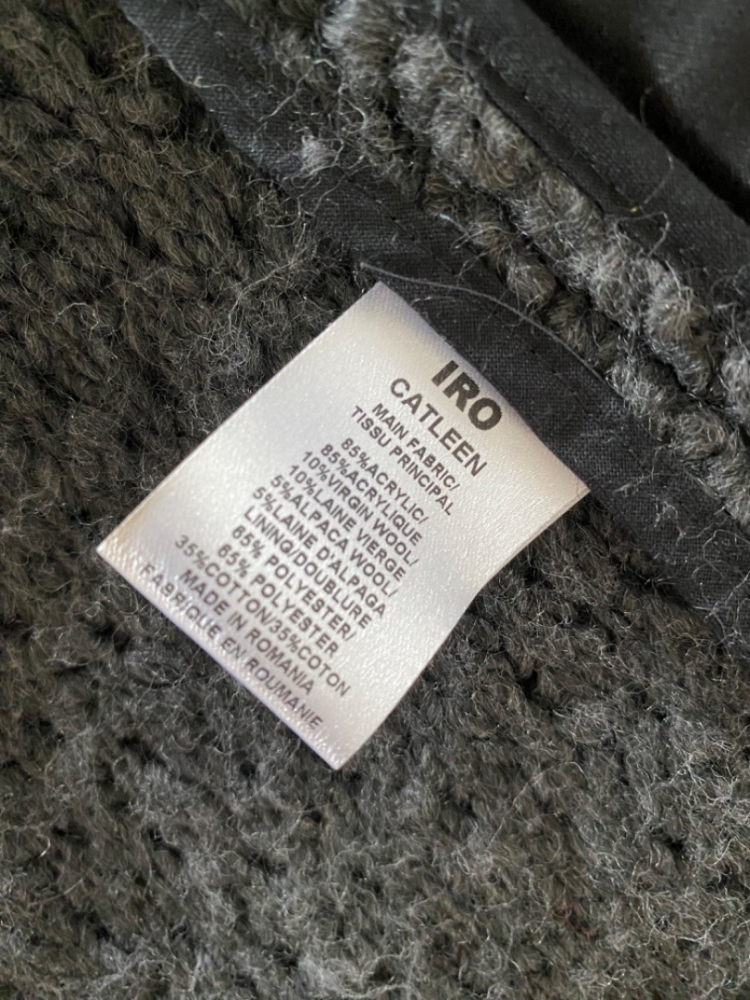 IRO
CATLEEN
MAIN FABRIC/
TISSU PRINCIPAL
85%ACRYLIC/
85%ACRYLIQUE
10%VIRGIN WOOL/
10%LAINE VIERGE
5%ALPACA WOOL/
5%LAINE D'ALPAGA
LINING/DOUBLURE
65% POLYESTER/
65% POLYESTER
35%COTTON/35%COTON
MADE IN ROMANIA
FABRIQUE EN ROUMANIE